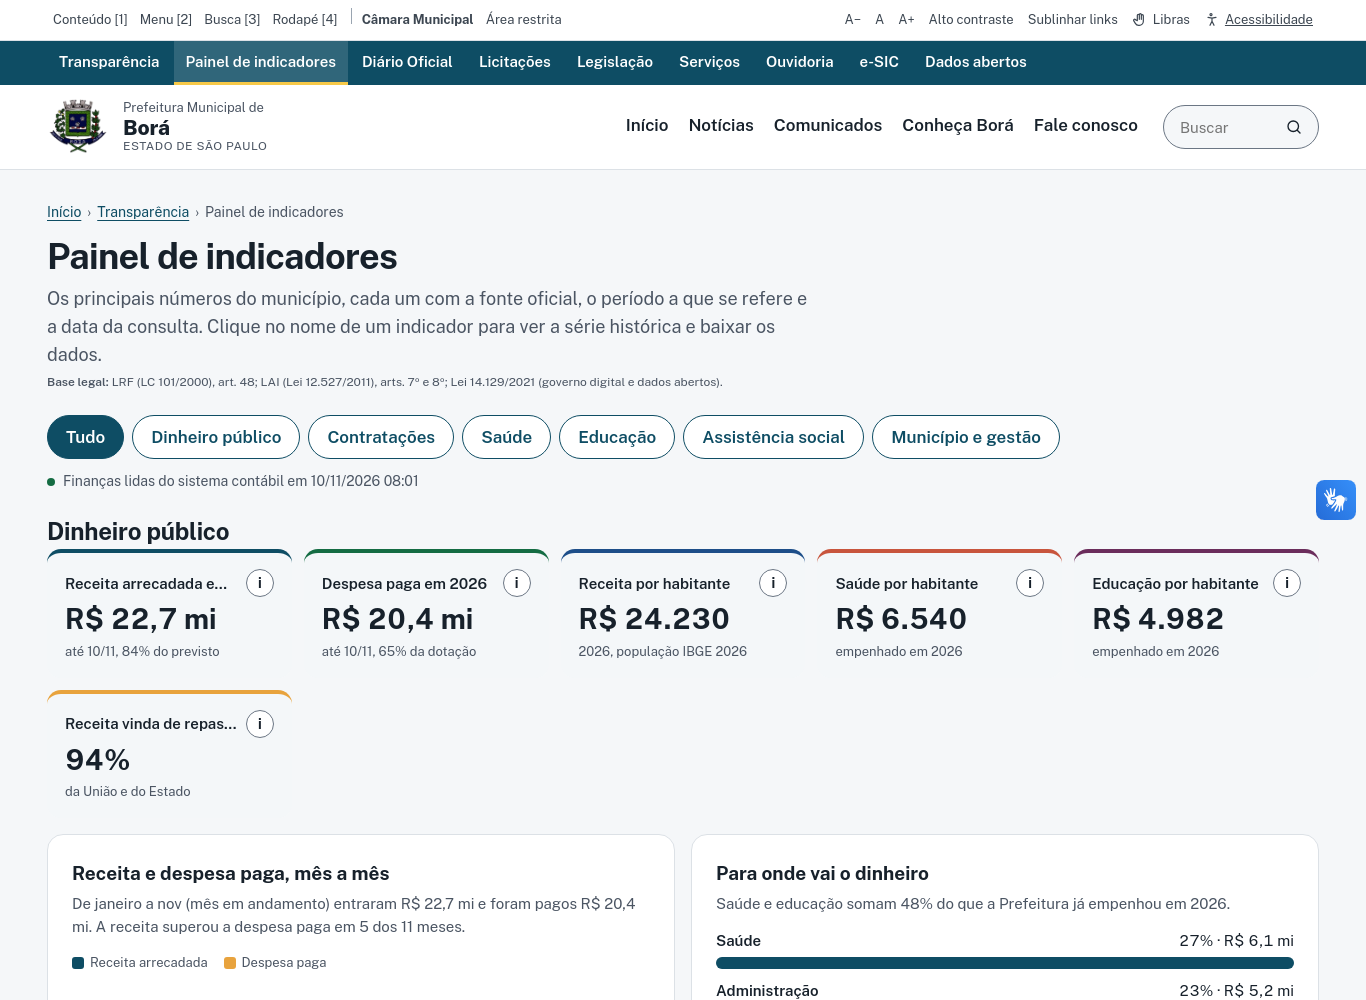 Conteúdo [1] Menu [2] Busca [3] Rodapé [4] Câmara Municipal Área restrita A− A A+ Alto contraste Sublinhar links Libras Acessibilidade
Transparência Painel de indicadores Diário Oficial Licitações Legislação Serviços Ouvidoria e-SIC Dados abertos
Prefeitura Municipal de
Borá
ESTADO DE SÃO PAULO
Início Notícias Comunicados Conheça Borá Fale conosco Buscar
Início › Transparência › Painel de indicadores
Painel de indicadores
Os principais números do município, cada um com a fonte oficial, o período a que se refere e
a data da consulta. Clique no nome de um indicador para ver a série histórica e baixar os
dados.
Base legal: LRF (LC 101/2000), art. 48; LAI (Lei 12.527/2011), arts. 7º e 8º; Lei 14.129/2021 (governo digital e dados abertos).
Tudo Dinheiro público Contratações Saúde Educação Assistência social Município e gestão
Finanças lidas do sistema contábil em 10/11/2026 08:01
Dinheiro público
Receita arrecadada e... i
R$ 22,7 mi
até 10/11, 84% do previsto
Despesa paga em 2026 i
R$ 20,4 mi
até 10/11, 65% da dotação
Receita por habitante i
R$ 24.230
2026, população IBGE 2026
Saúde por habitante i
R$ 6.540
empenhado em 2026
Educação por habitante i
R$ 4.982
empenhado em 2026
Receita vinda de repas... i
94%
da União e do Estado
Receita e despesa paga, mês a mês
De janeiro a nov (mês em andamento) entraram R$ 22,7 mi e foram pagos R$ 20,4
mi. A receita superou a despesa paga em 5 dos 11 meses.
Receita arrecadada Despesa paga
Para onde vai o dinheiro
Saúde e educação somam 48% do que a Prefeitura já empenhou em 2026.
Saúde 27% · R$ 6,1 mi
Administração 23% · R$ 5,2 mi